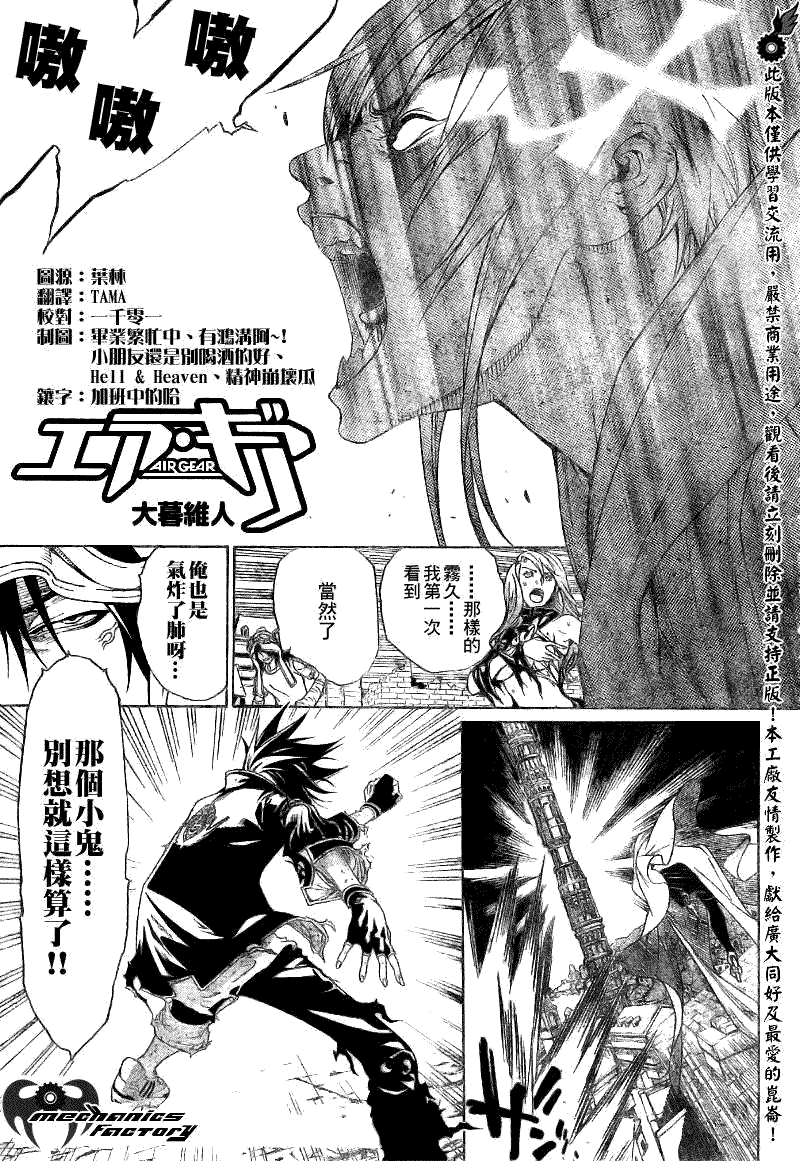 嗷
嗷
嗷
圖源：葉林
翻譯：TAMA
校對：一千零一
制圖：畢業繁忙中、有鴻溝阿~!
小朋友還是別喝酒的好、
Hell & Heaven、精神崩壞瓜
鑲字：加班中的哈
エア・ギア
AIR GEAR
大暮維人
此版本僅供學習交流用，嚴禁商業用途，觀看後請立刻刪除並請支持正版！本工廠友情製作，獻給廣大同好及最愛的崑崙！
……那樣的
霧久……
我第一次
看到
當然了
俺也是
氣炸了肺呀…
那個小鬼……
別想就這樣算了!!
mechanics
factory